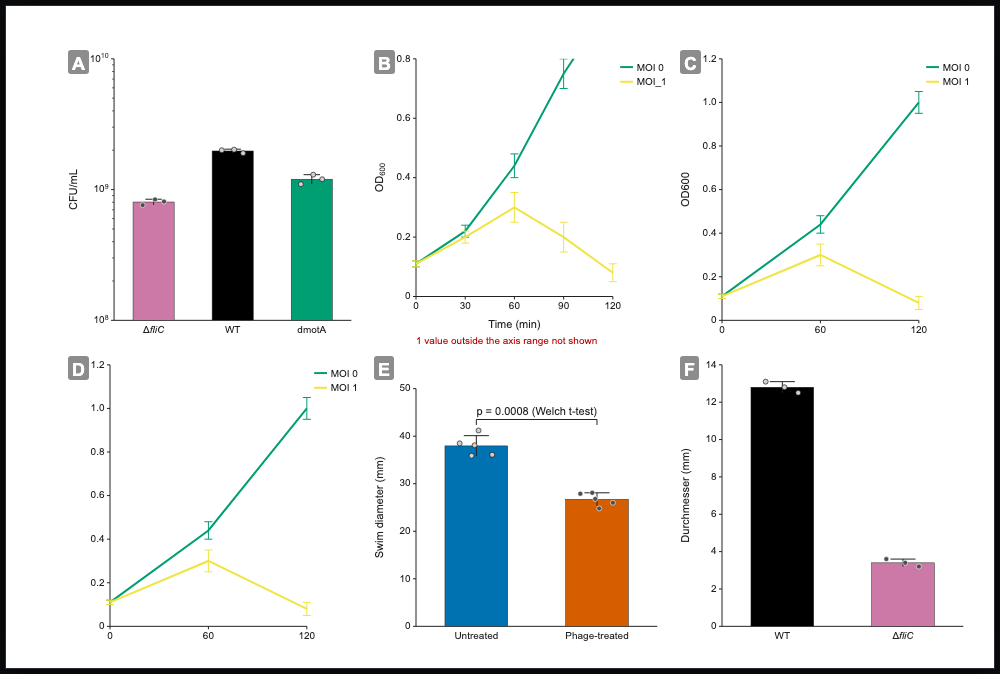 A
10¹⁰
10⁹
10⁸
CFU/mL
ΔfliC
WT
dmotA
B
0.8
0.6
0.4
0.2
0
OD₆₀₀
MOI 0
MOI_1
0
30
60
90
120
Time (min)
1 value outside the axis range not shown
C
1.2
1.0
0.8
0.6
0.4
0.2
0
OD600
MOI 0
MOI 1
0
60
120
D
1.2
1.0
0.8
0.6
0.4
0.2
0
MOI 0
MOI 1
0
60
120
E
50
40
30
20
10
0
Swim diameter (mm)
p = 0.0008 (Welch t-test)
Untreated
Phage-treated
F
14
12
10
8
6
4
2
0
Durchmesser (mm)
WT
ΔfliC